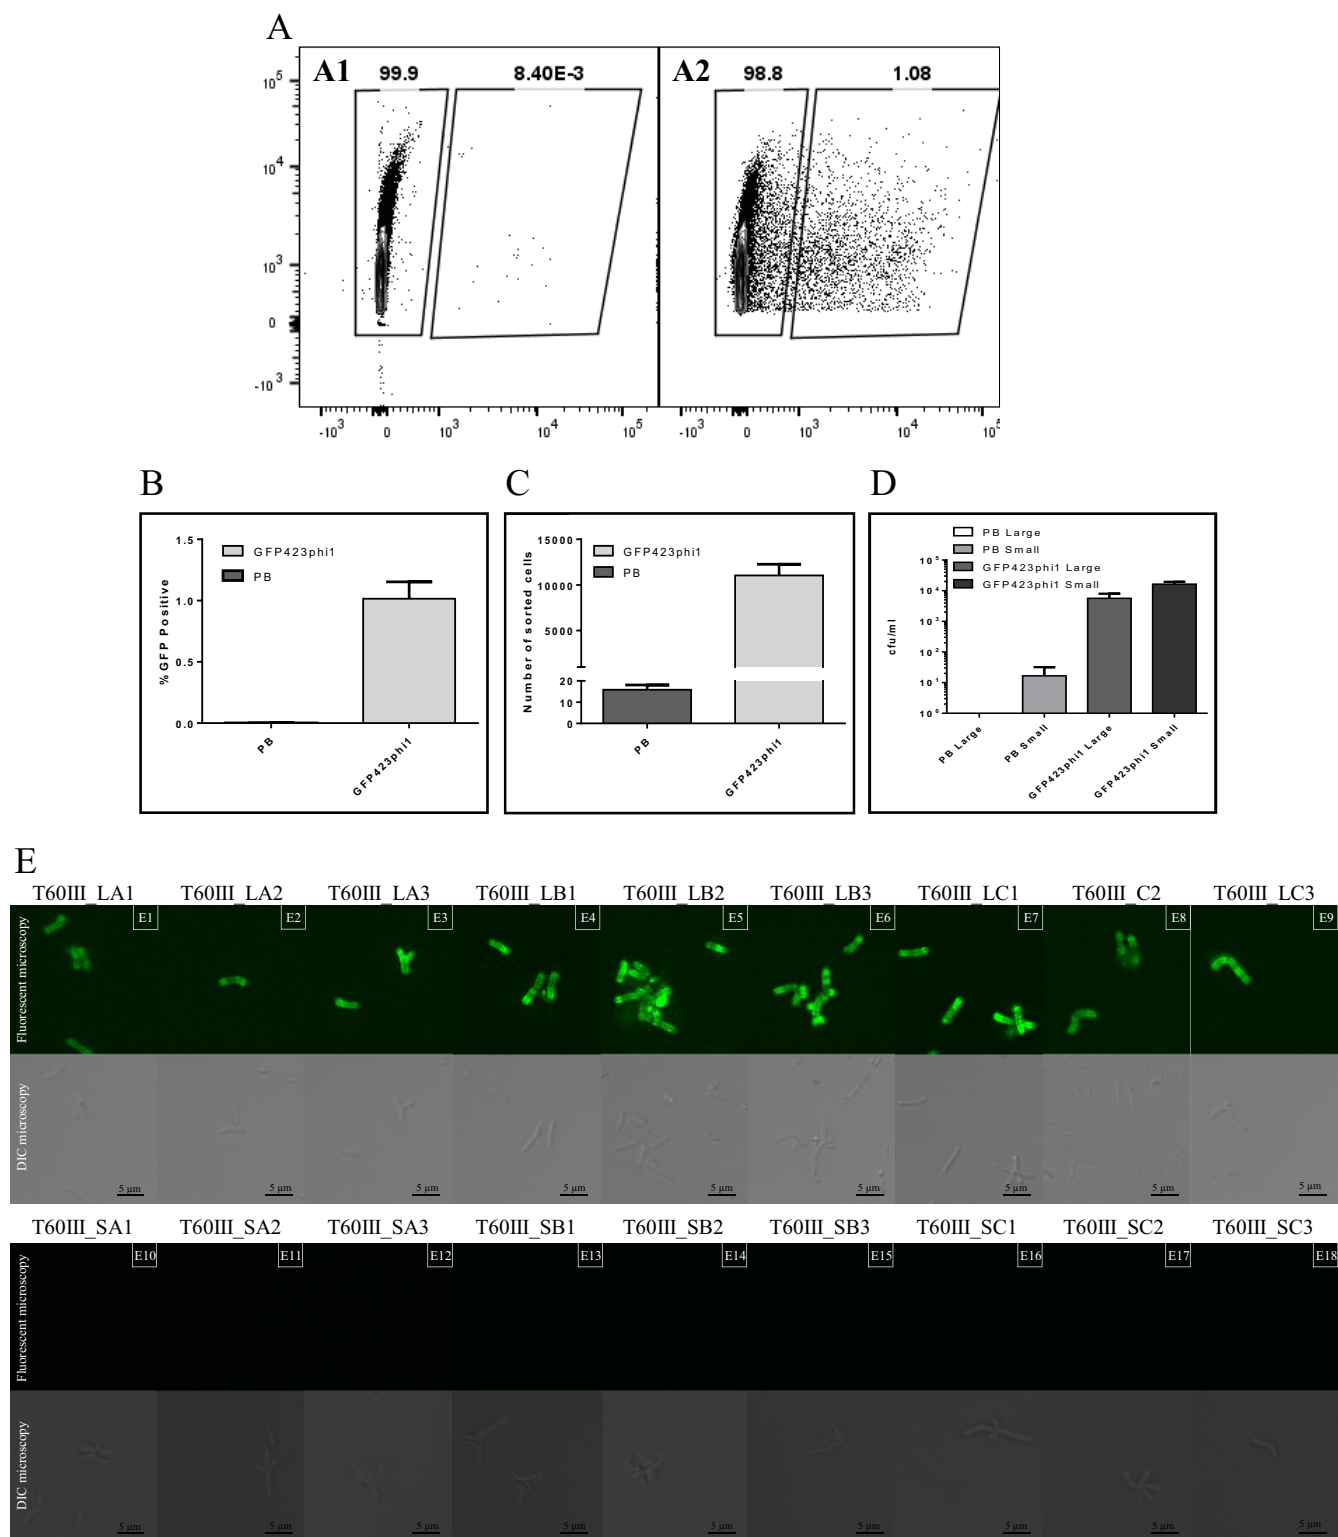 A
A1 99.9 8.40E-3 A2 98.8 1.08
10^5
10^4
10^3
0
-10^3
-10^3 0 10^3 10^4 10^5 -10^3 0 10^3 10^4 10^5
B C D
GFP423phi1
PB
1.5
1.0
0.5
0.0
% GFP Positive
PB
GFP423phi1
GFP423phi1
PB
15000
10000
5000
20
10
0
Number of sorted cells
PB
GFP423phi1
PB Large
PB Small
GFP423phi1 Large
GFP423phi1 Small
10^5
10^4
10^3
10^2
10^1
10^0
cfu/ml
PB Large
PB Small
GFP423phi1 Large
GFP423phi1 Small
E
T60III_LA1 T60III_LA2 T60III_LA3 T60III_LB1 T60III_LB2 T60III_LB3 T60III_LC1 T60III_C2 T60III_LC3
E1 E2 E3 E4 E5 E6 E7 E8 E9
Fluorescent microscopy
DIC microscopy
5 µm 5 µm 5 µm 5 µm 5 µm 5 µm 5 µm 5 µm 5 µm
T60III_SA1 T60III_SA2 T60III_SA3 T60III_SB1 T60III_SB2 T60III_SB3 T60III_SC1 T60III_SC2 T60III_SC3
E10 E11 E12 E13 E14 E15 E16 E17 E18
Fluorescent microscopy
DIC microscopy
5 µm 5 µm 5 µm 5 µm 5 µm 5 µm 5 µm 5 µm 5 µm